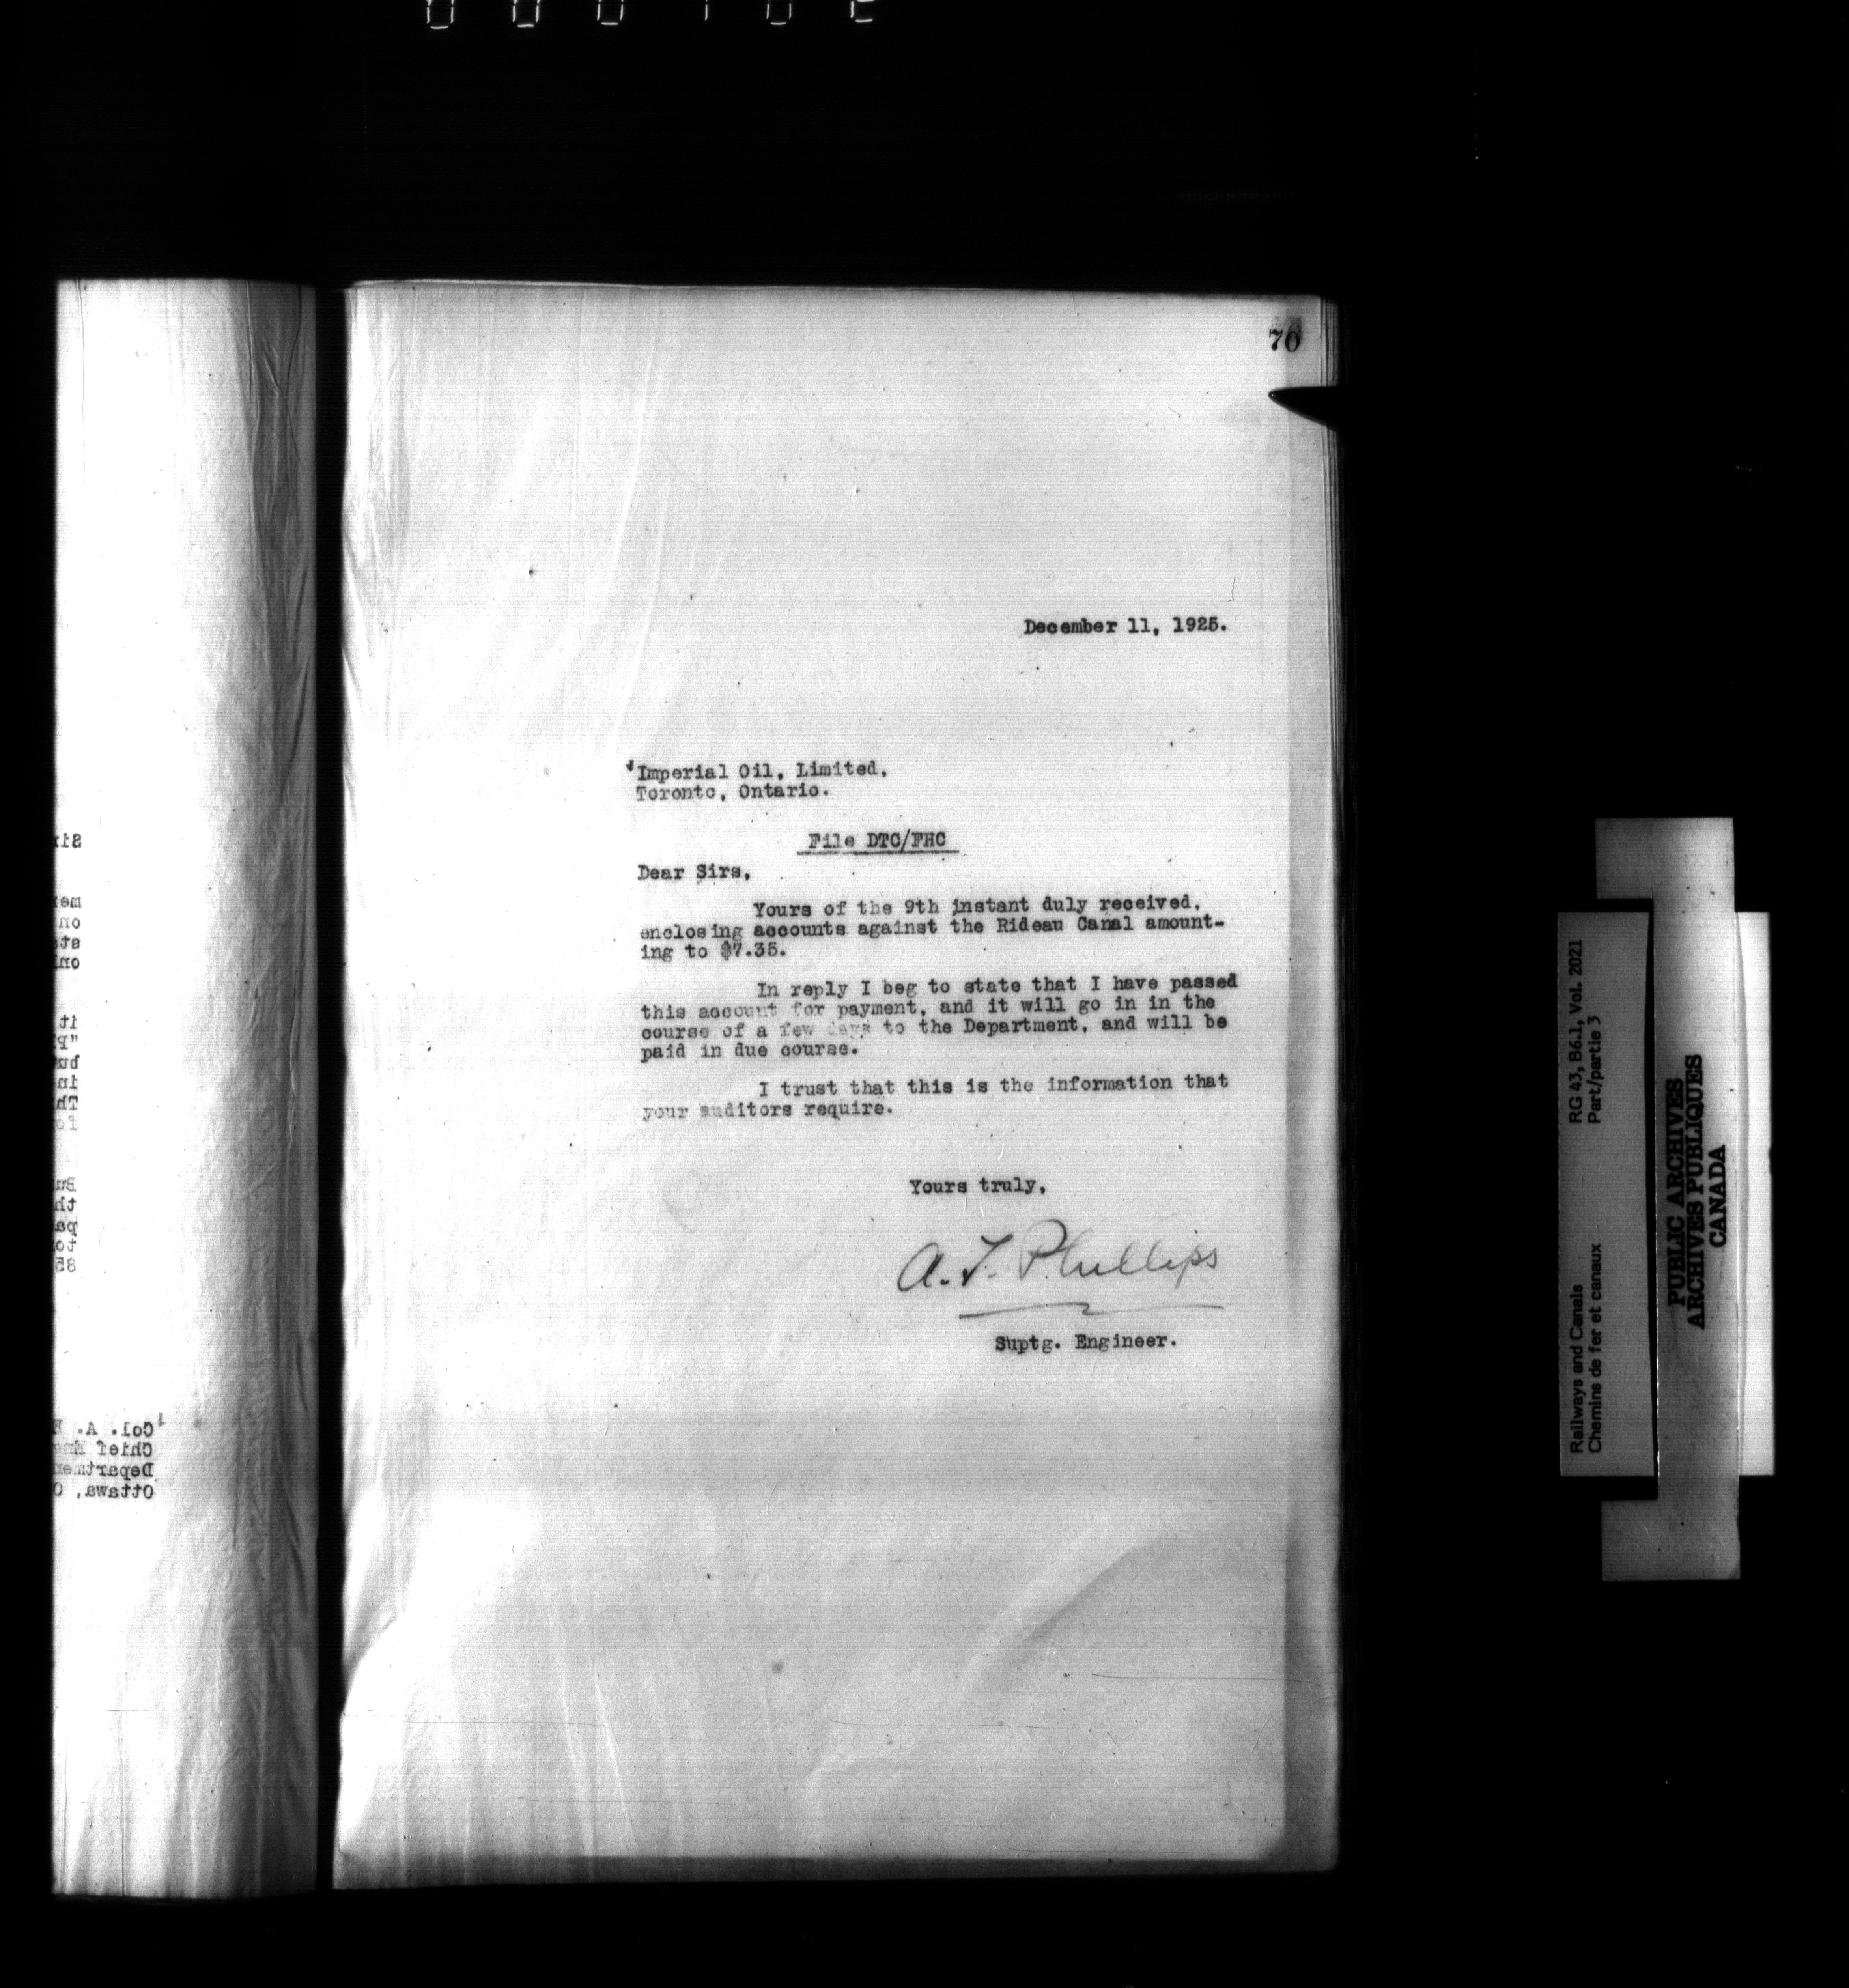 70
December 11, 1925.
Imperial Oil, Limited,
Toronto, Ontario.
File DTC/FHC
Dear Sirs,
Yours of the 9th instant duly received,
enclosing accounts against the Rideau Canal amount-
ing to $7.35.
In reply I beg to state that I have passed
this account for payment, and it will go in in the
course of a few days to the Department, and will be
paid in due course.
I trust that this is the information that
your auditors require.
Yours truly,
A. T. Phillips
Suptg. Engineer.
Col. A.
Chief
Ottawa,
Railways and Canals RG 43, B6.1, Vol. 2021
Chemins de fer et canaux Part/partie 3
PUBLIC ARCHIVES
ARCHIVES PUBLIQUES
CANADA